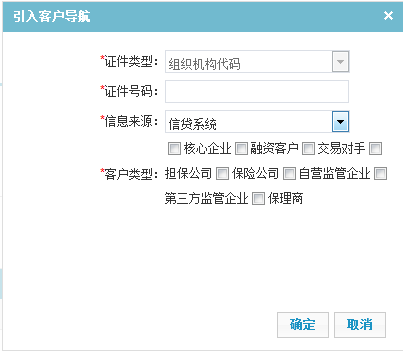 引入客户导航 ×
*证件类型： 组织机构代码
*证件号码：
*信息来源： 信贷系统
核心企业 融资客户 交易对手
*客户类型： 担保公司 保险公司 自营监管企业
第三方监管企业 保理商
确定 取消